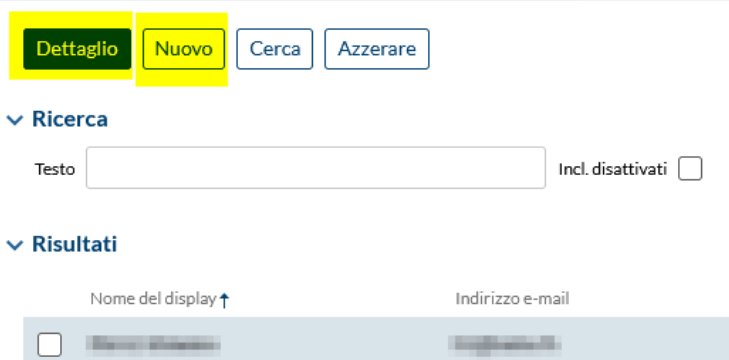 Dettaglio Nuovo Cerca Azzerare
Ricerca
Testo Incl. disattivati
Risultati
Nome del display Indirizzo e-mail